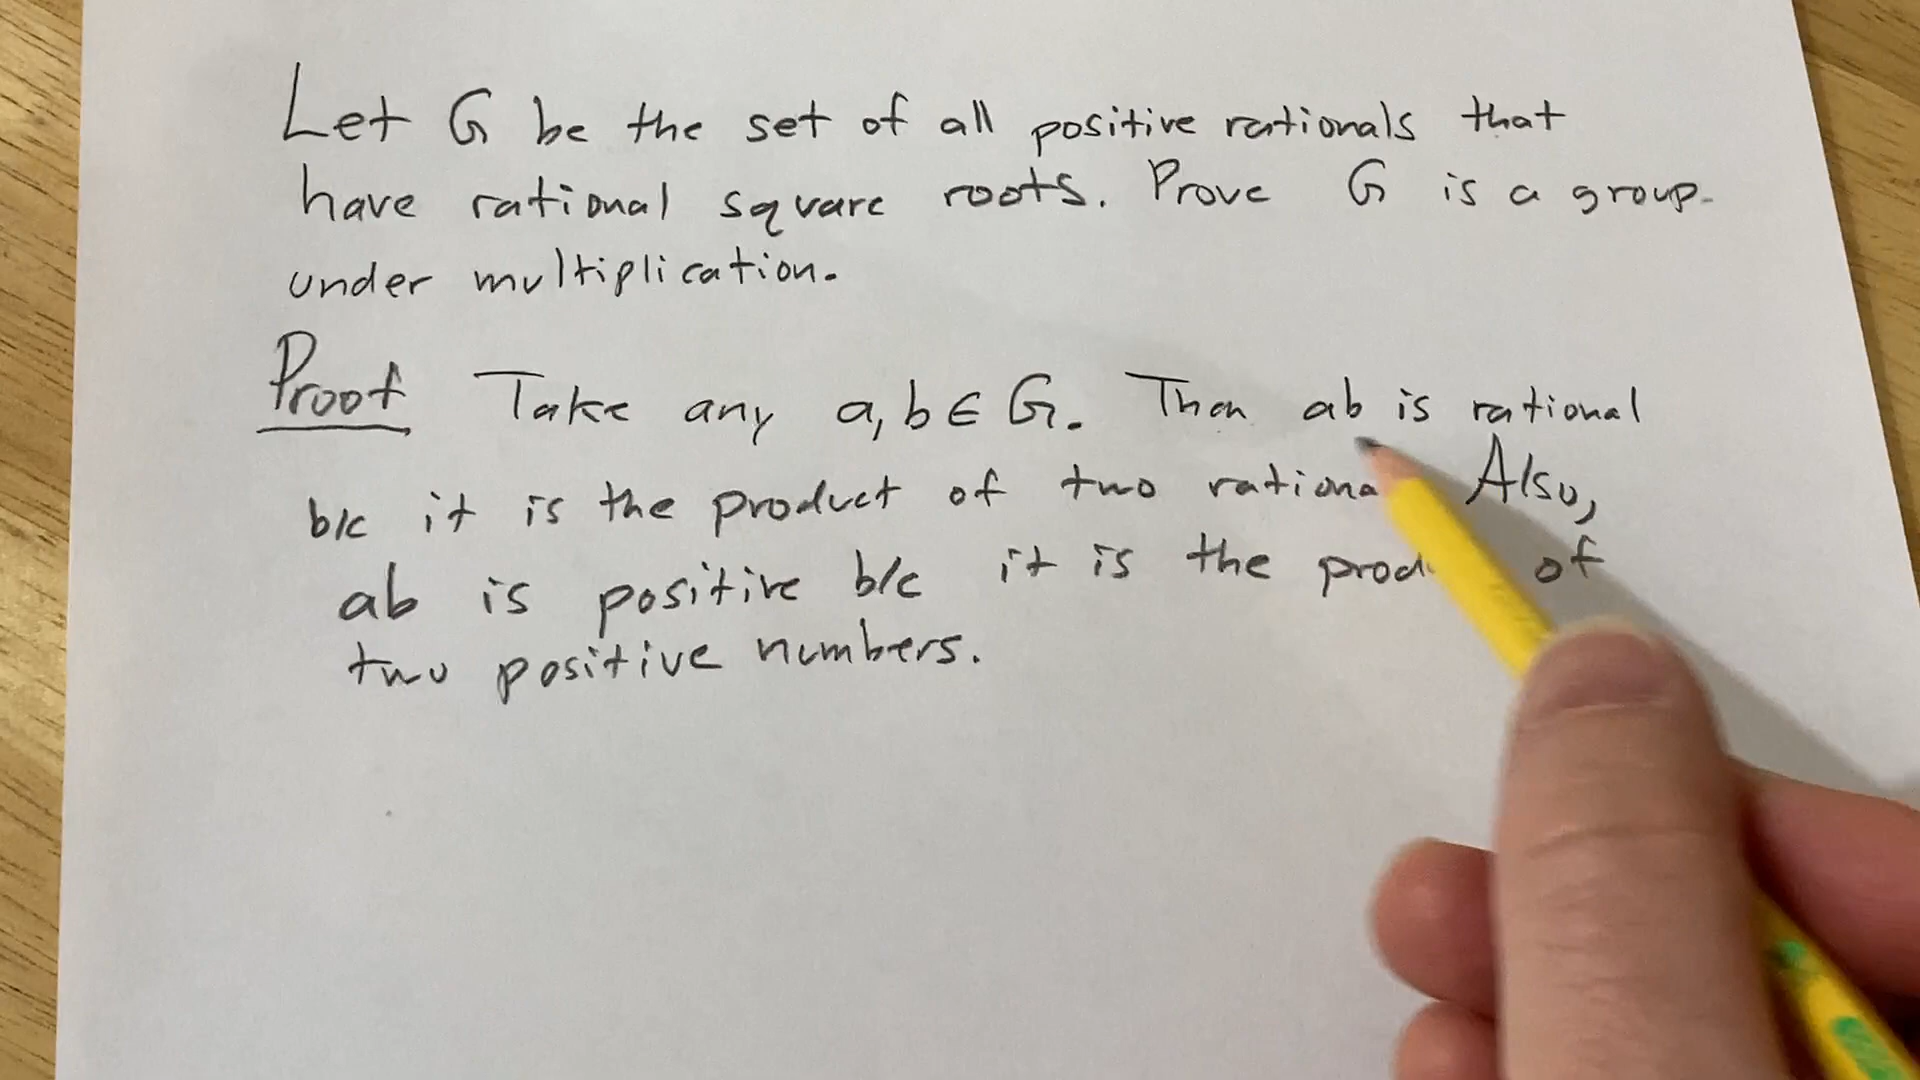 Let G be the set of all positive rationals that
have rational square roots. Prove G is a group
under multiplication.
Proof Take any a, b ∈ G. Then ab is rational
b/c it is the product of two Also,
ab is positive b/c it is the of
two positive numbers.